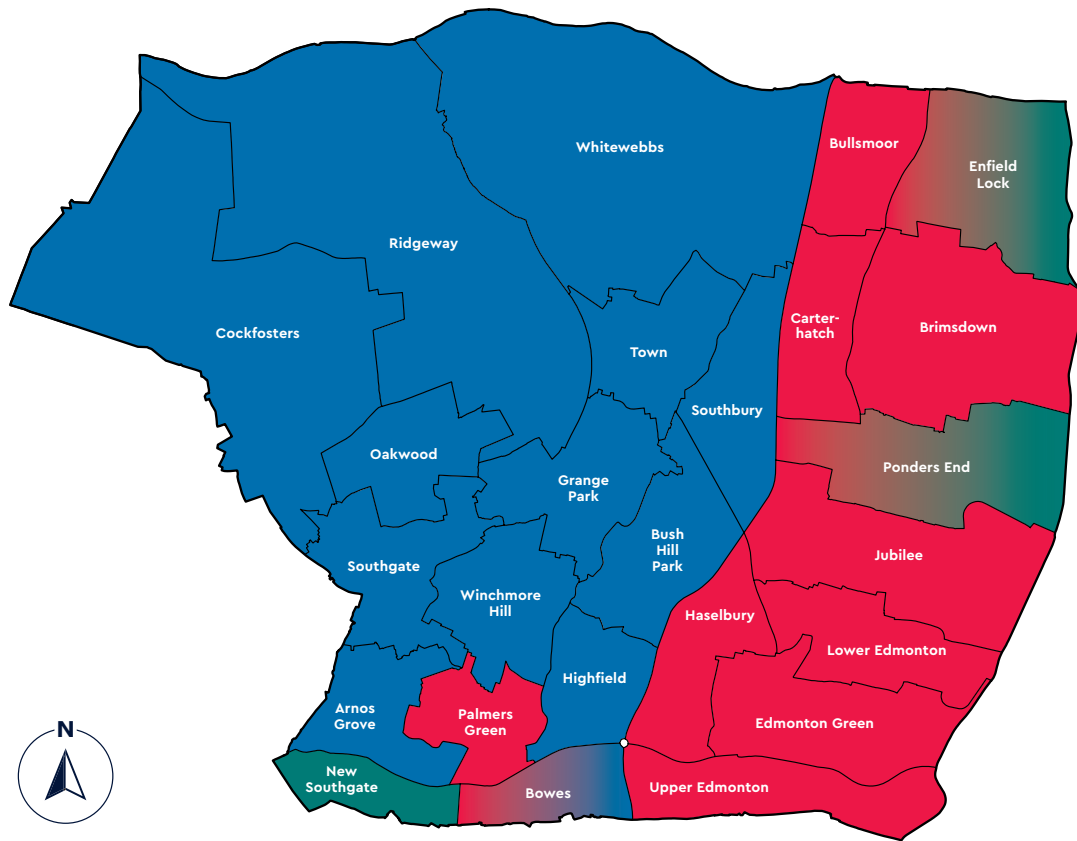 Whitewebbs
Bullsmoor
Enfield
Lock
Ridgeway
Cockfosters
Carter-
hatch
Brimsdown
Town
Southbury
Oakwood
Ponders End
Grange
Park
Bush
Hill
Park
Jubilee
Southgate
Winchmore
Hill
Haselbury
Lower Edmonton
Highfield
Arnos
Grove
Palmers
Green
Edmonton Green
N
New
Southgate
Bowes
Upper Edmonton